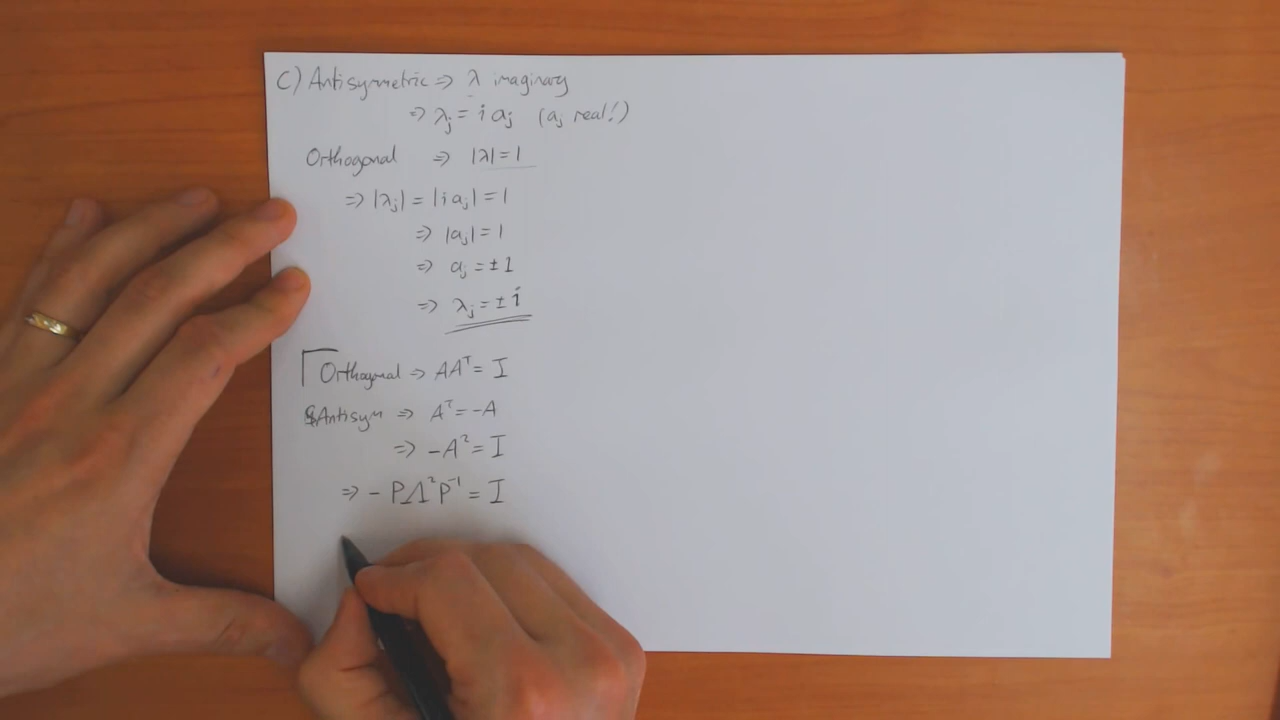 C) Antisymmetric ⇒ λ imaginary
⇒ λⱼ = i aⱼ (aⱼ real!)
Orthogonal ⇒ |λ| = 1
⇒ |λⱼ| = |i aⱼ| = 1
⇒ |aⱼ| = 1
⇒ aⱼ = ±1
⇒ λⱼ = ± i
Orthogonal ⇒ AAᵀ = I
Antisym ⇒ Aᵀ = -A
⇒ -A² = I
⇒ - PΛ²P⁻¹ = I